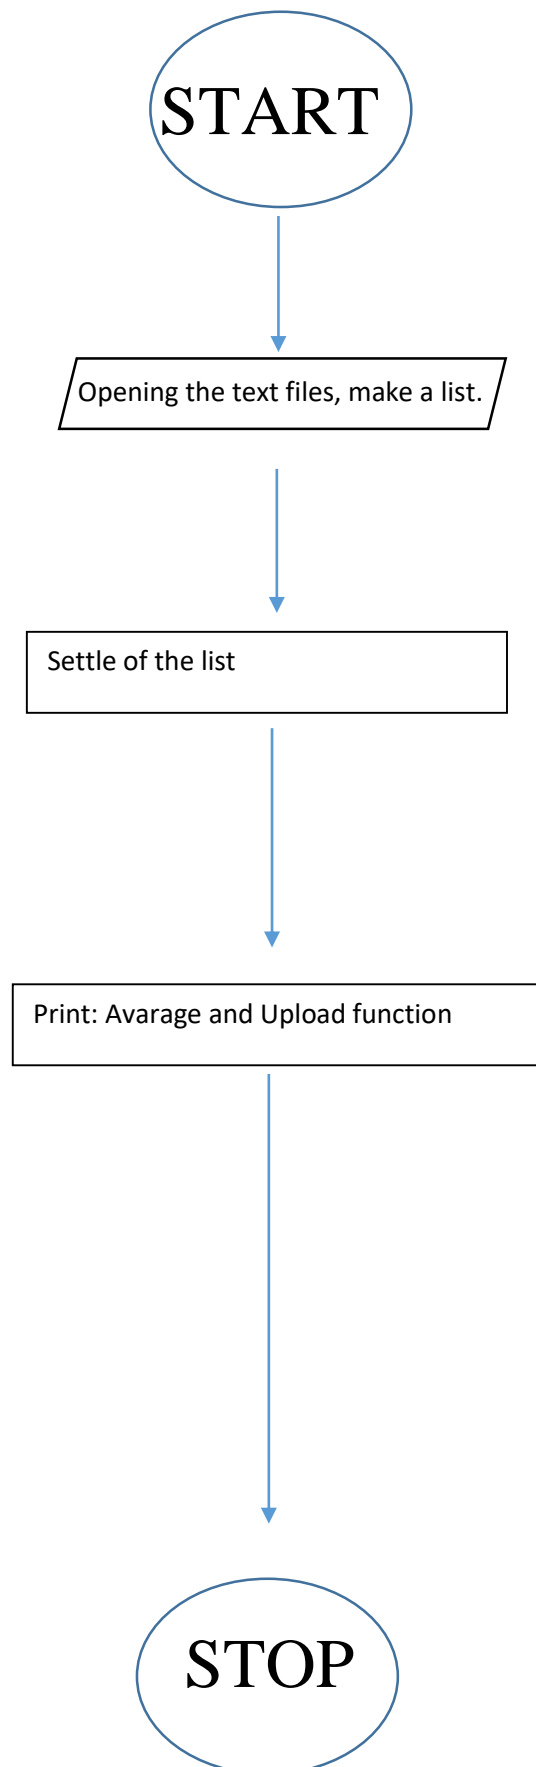 START
Opening the text files, make a list.
Settle of the list
Print: Avarage and Upload function
STOP